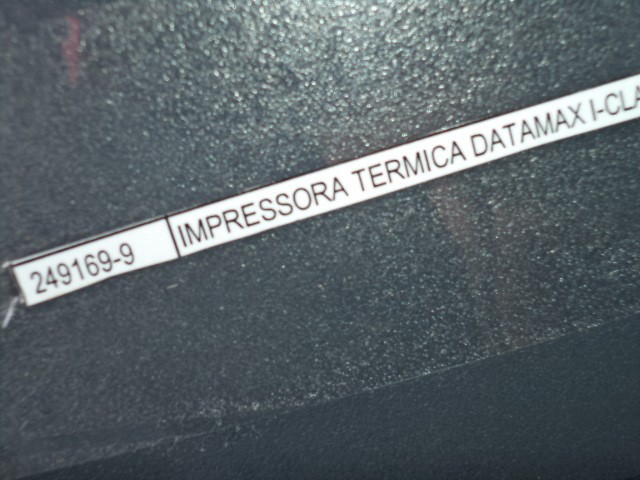 249169-9 IMPRESSORA TERMICA DATAMAX I-CLA